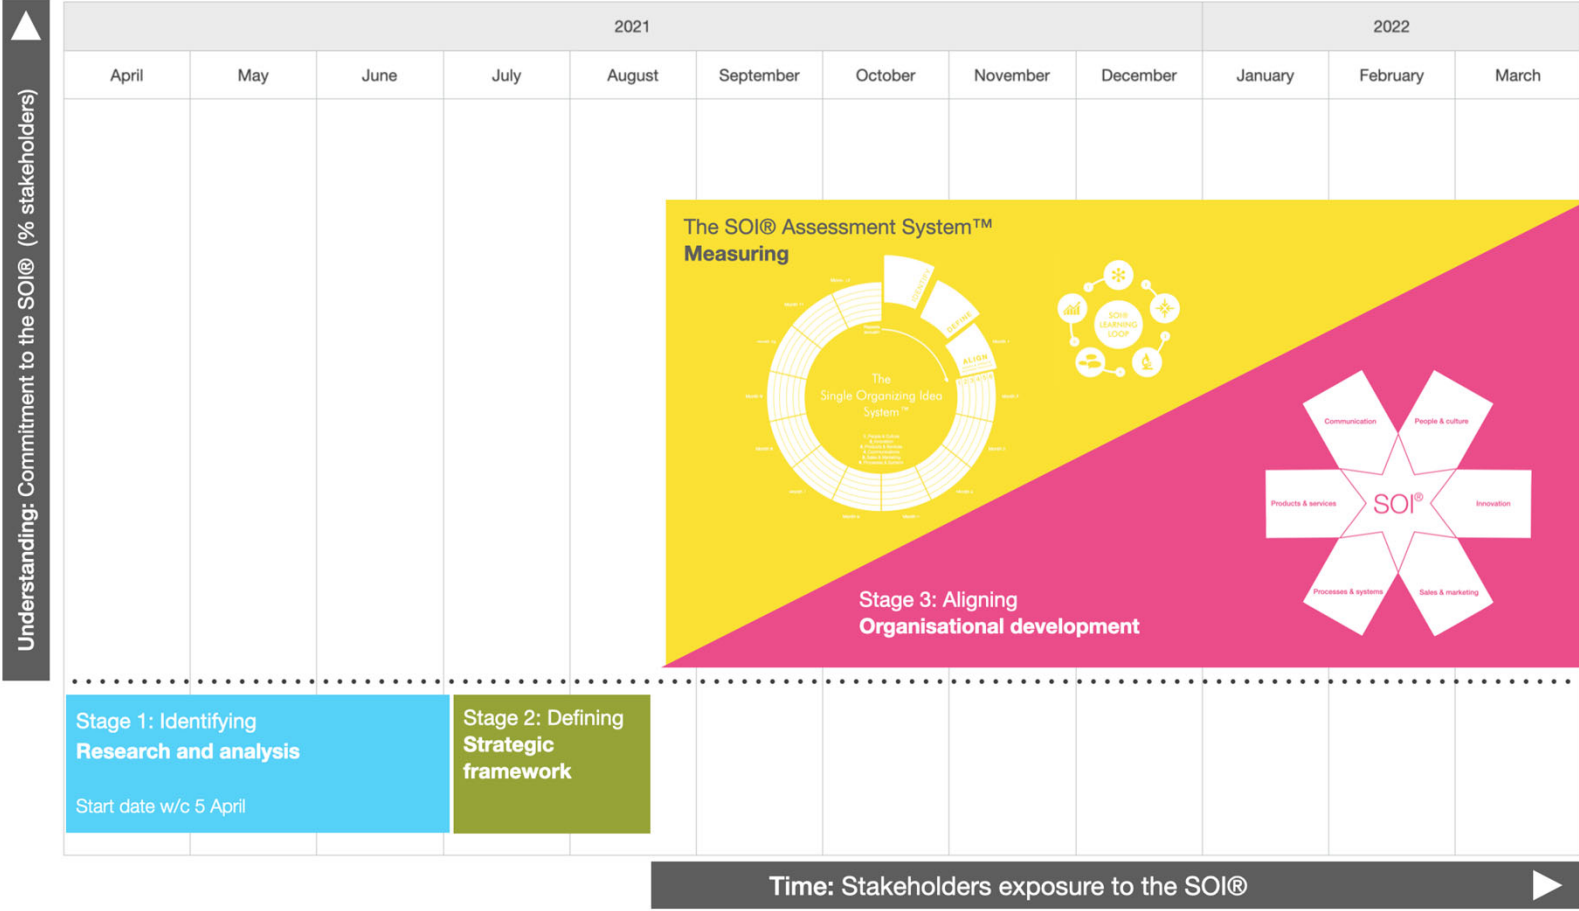 2021
2022
April
May
June
July
August
September
October
November
December
January
February
March
Understanding: Commitment to the SOI® (% stakeholders)
The SOI® Assessment System™
Measuring
IDENTIFY
DEFINE
ALIGN
The
Single Organizing Idea
System™
SOI®
LEARNING
LOOP
Communication
People & culture
Products & services
SOI®
Innovation
Processes & systems
Sales & marketing
Stage 3: Aligning
Organisational development
Stage 1: Identifying
Research and analysis
Start date w/c 5 April
Stage 2: Defining
Strategic
framework
Time: Stakeholders exposure to the SOI®